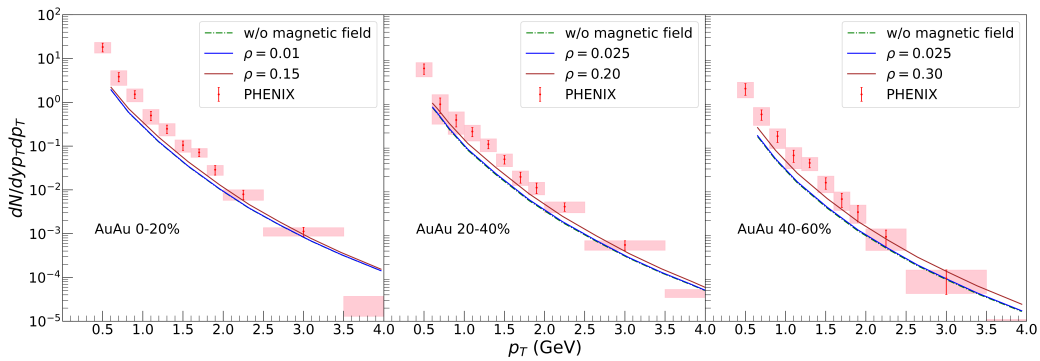 dN/dyp_Tdp_T
10^2
10^1
10^0
10^−1
10^−2
10^−3
10^−4
10^−5
w/o magnetic field
ρ = 0.01
ρ = 0.15
PHENIX
AuAu 0-20%
0.5 1.0 1.5 2.0 2.5 3.0 3.5 4.0
w/o magnetic field
ρ = 0.025
ρ = 0.20
PHENIX
AuAu 20-40%
0.5 1.0 1.5 2.0 2.5 3.0 3.5 4.0
w/o magnetic field
ρ = 0.025
ρ = 0.30
PHENIX
AuAu 40-60%
0.5 1.0 1.5 2.0 2.5 3.0 3.5 4.0
p_T (GeV)